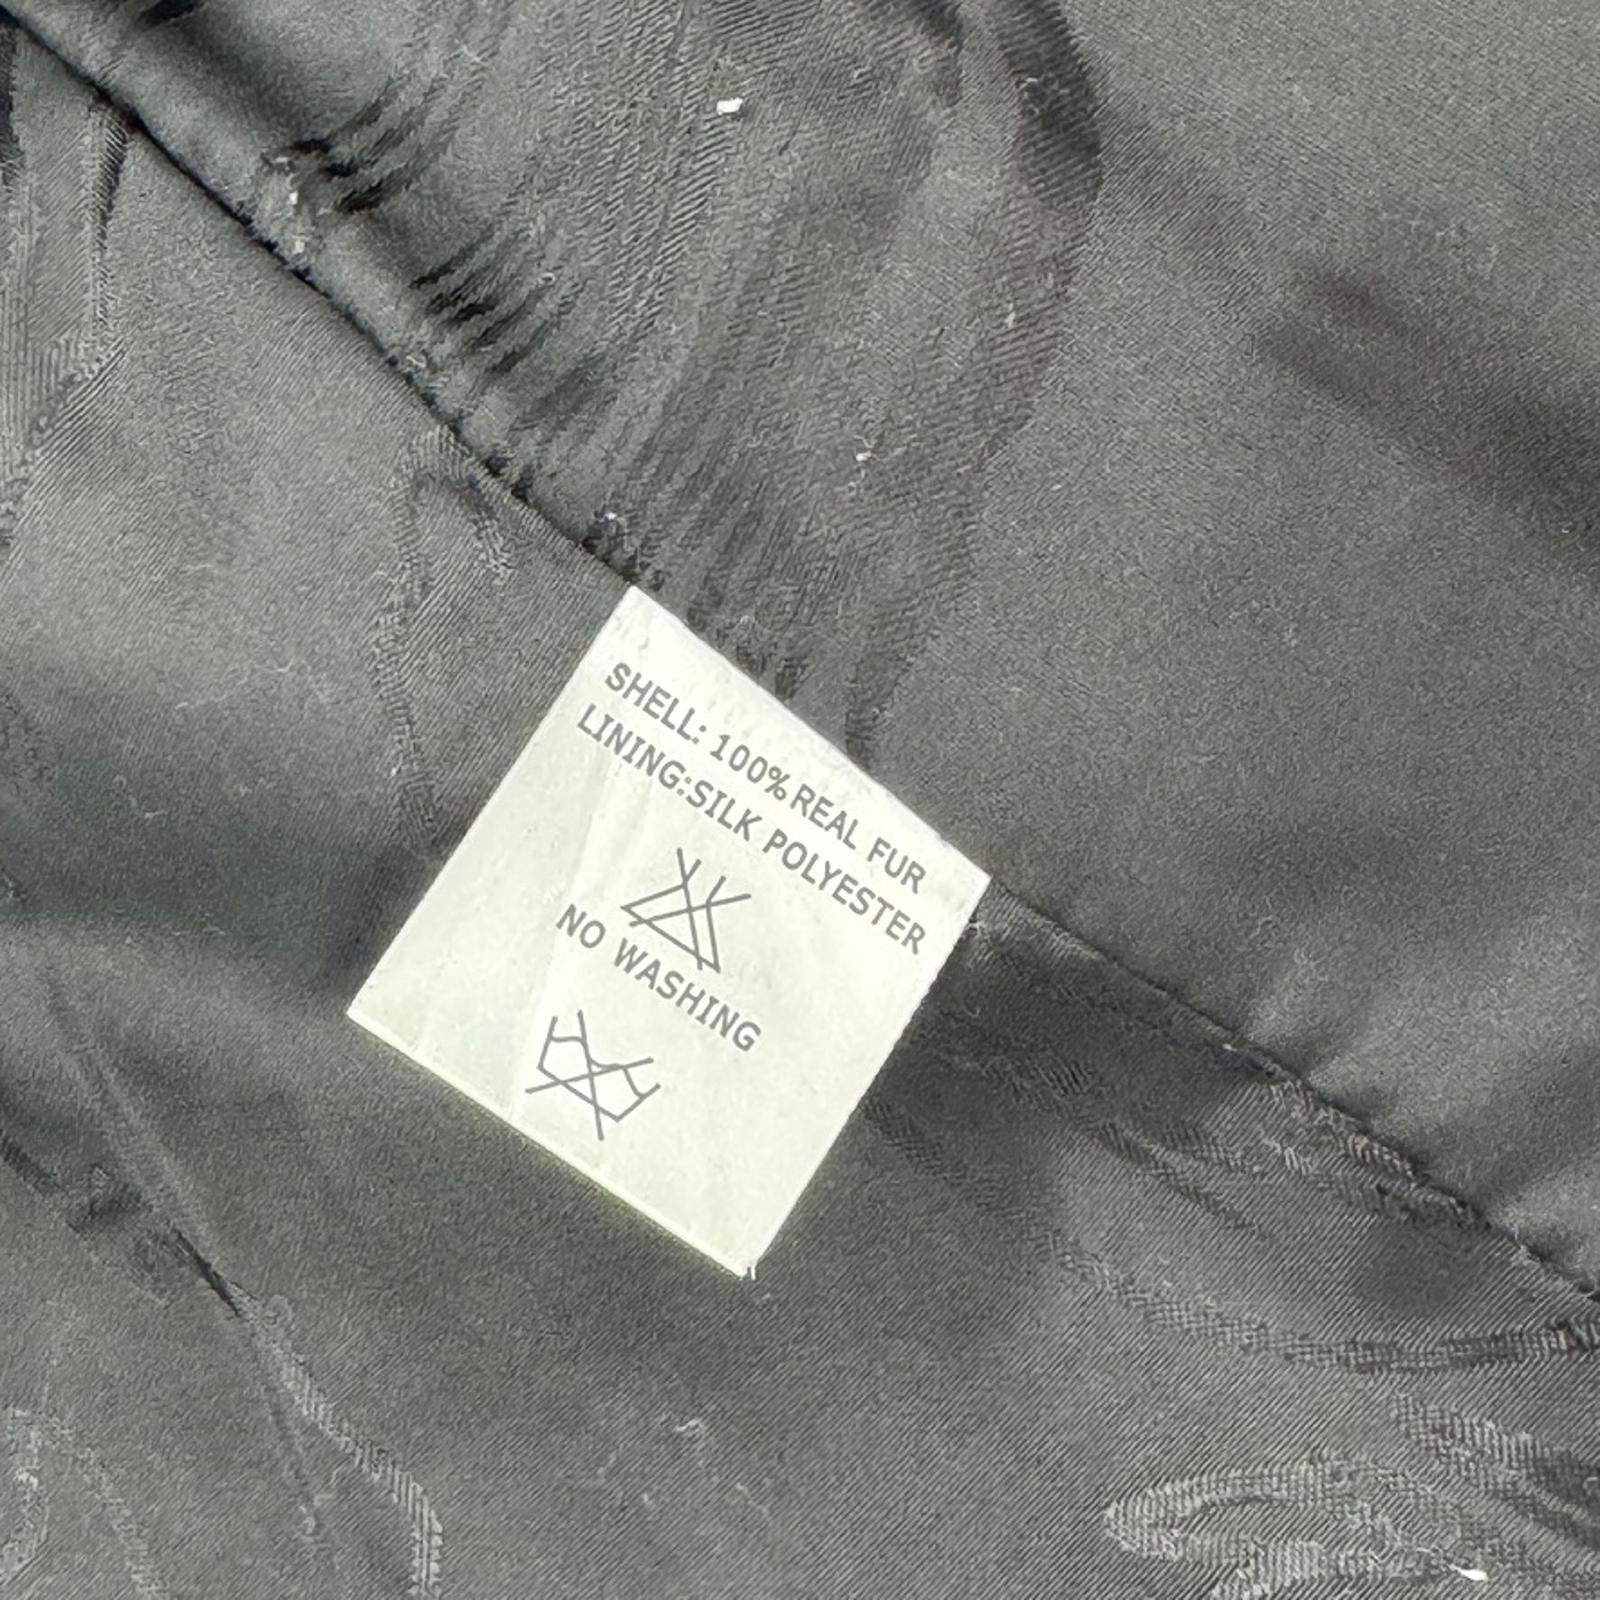 SHELL: 100% REAL FUR
LINING:SILK POLYESTER
NO WASHING